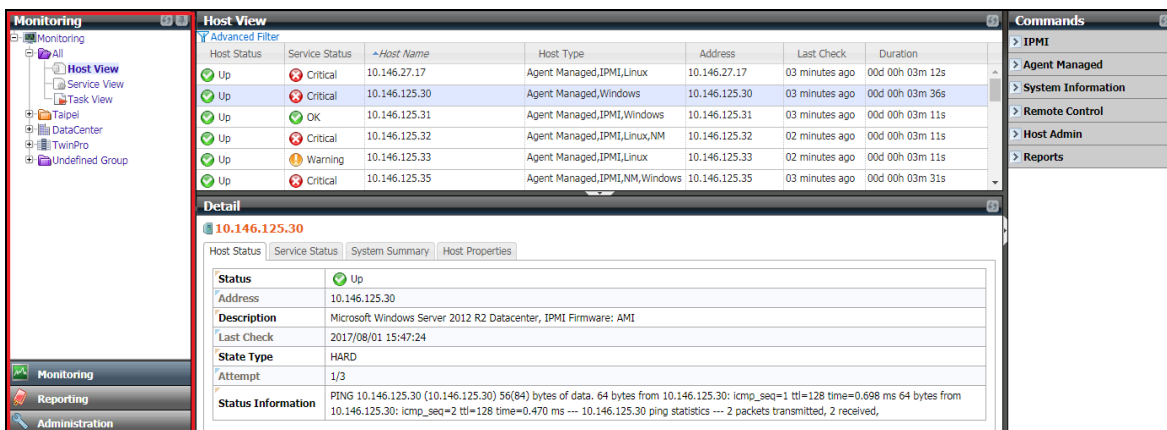 Monitoring
Monitoring
All
Host View
Service View
Task View
Taipei
DataCenter
TwinPro
Undefined Group
Monitoring
Reporting
Administration
Host View
Advanced Filter
Host Status Service Status Host Name Host Type Address Last Check Duration
Up Critical 10.146.27.17 Agent Managed,IPMI,Linux 10.146.27.17 03 minutes ago 00d 00h 03m 12s
Up Critical 10.146.125.30 Agent Managed,Windows 10.146.125.30 03 minutes ago 00d 00h 03m 36s
Up OK 10.146.125.31 Agent Managed,IPMI,Windows 10.146.125.31 03 minutes ago 00d 00h 03m 11s
Up Critical 10.146.125.32 Agent Managed,IPMI,Linux,NM 10.146.125.32 02 minutes ago 00d 00h 03m 11s
Up Warning 10.146.125.33 Agent Managed,IPMI,Linux 10.146.125.33 02 minutes ago 00d 00h 03m 11s
Up Critical 10.146.125.35 Agent Managed,IPMI,NM,Windows 10.146.125.35 03 minutes ago 00d 00h 03m 31s
Detail
10.146.125.30
Host Status Service Status System Summary Host Properties
Status Up
Address 10.146.125.30
Description Microsoft Windows Server 2012 R2 Datacenter, IPMI Firmware: AMI
Last Check 2017/08/01 15:47:24
State Type HARD
Attempt 1/3
Status Information PING 10.146.125.30 (10.146.125.30) 56(84) bytes of data. 64 bytes from 10.146.125.30: icmp_seq=1 ttl=128 time=0.698 ms 64 bytes from
10.146.125.30: icmp_seq=2 ttl=128 time=0.470 ms --- 10.146.125.30 ping statistics --- 2 packets transmitted, 2 received,
Commands
IPMI
Agent Managed
System Information
Remote Control
Host Admin
Reports